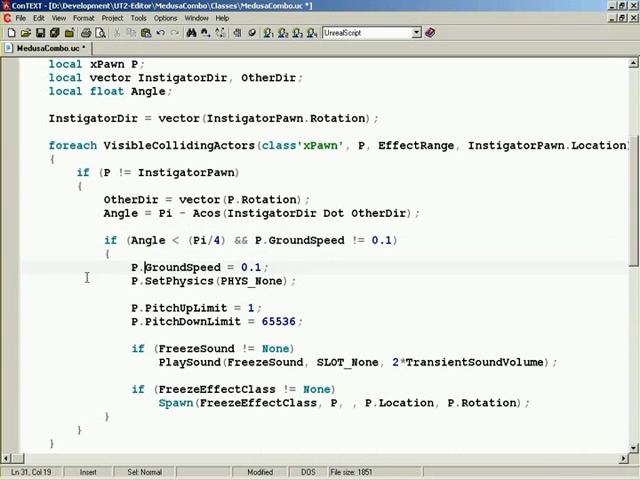 ConTEXT - [D:\Development\UT2-Editor\MedusaCombo\Classes\MedusaCombo.uc *]
File Edit View Format Project Tools Options Window Help
UnrealScript
MedusaCombo.uc *
local xPawn P;
local vector InstigatorDir, OtherDir;
local float Angle;
InstigatorDir = vector(InstigatorPawn.Rotation);
foreach VisibleCollidingActors(class'xPawn', P, EffectRange, InstigatorPawn.Location)
{
if (P != InstigatorPawn)
{
OtherDir = vector(P.Rotation);
Angle = Pi - Acos(InstigatorDir Dot OtherDir);
if (Angle < (Pi/4) && P.GroundSpeed != 0.1)
{
P.GroundSpeed = 0.1;
P.SetPhysics(PHYS_None);
P.PitchUpLimit = 1;
P.PitchDownLimit = 65536;
if (FreezeSound != None)
PlaySound(FreezeSound, SLOT_None, 2*TransientSoundVolume);
if (FreezeEffectClass != None)
Spawn(FreezeEffectClass, P, , P.Location, P.Rotation);
}
}
}
Ln 31, Col 19 Insert Sel: Normal Modified DOS File size: 1851